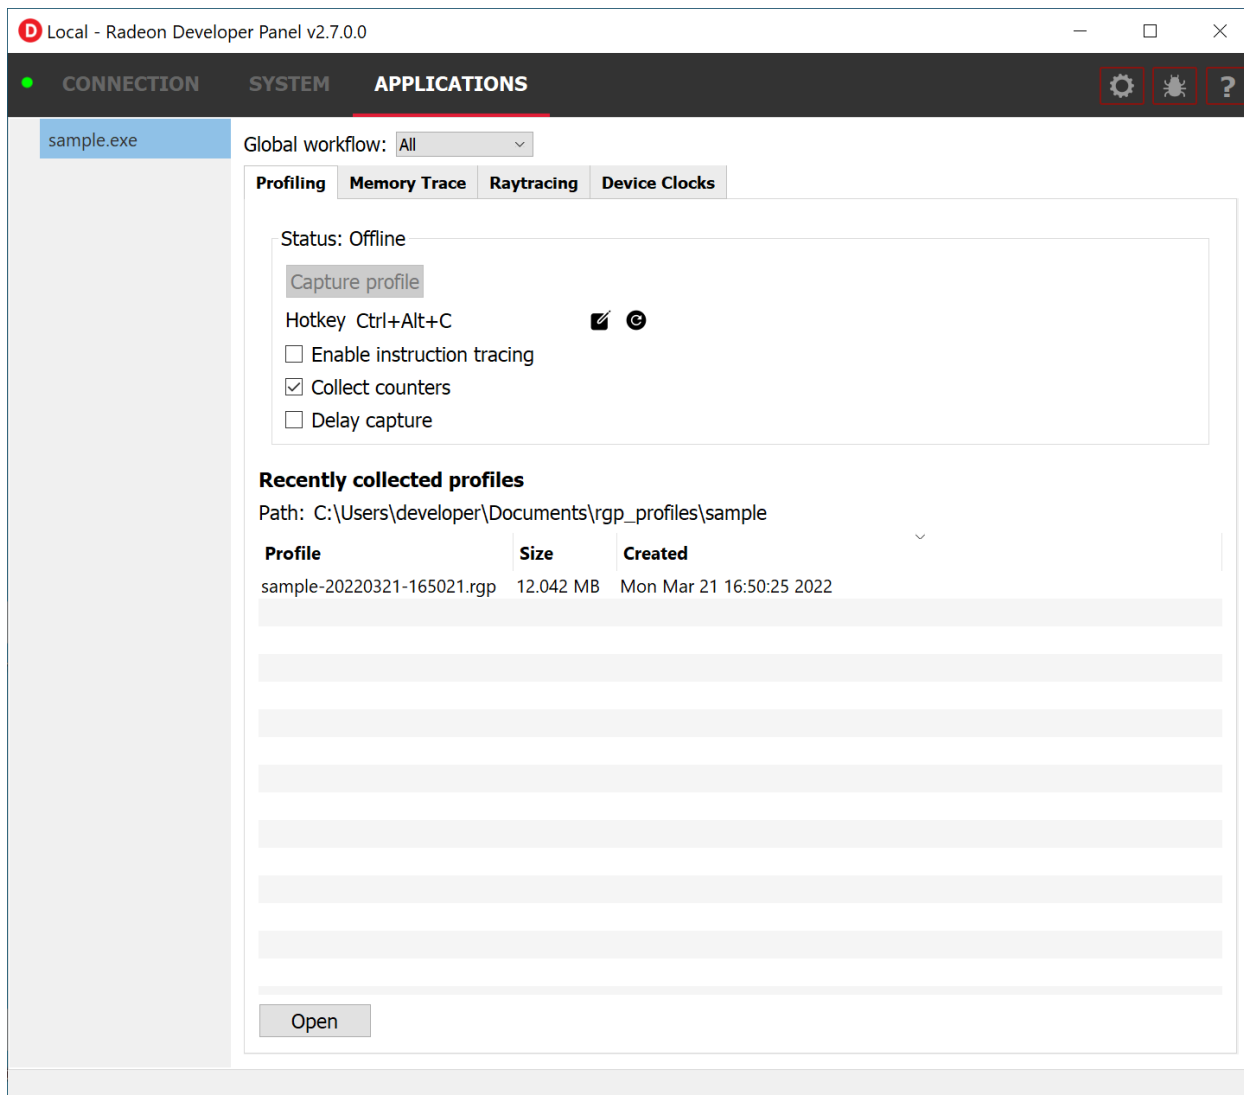 D Local - Radeon Developer Panel v2.7.0.0
CONNECTION SYSTEM APPLICATIONS ?
sample.exe
Global workflow: All
Profiling Memory Trace Raytracing Device Clocks
Status: Offline
Capture profile
Hotkey Ctrl+Alt+C
Enable instruction tracing
Collect counters
Delay capture
Recently collected profiles
Path: C:\Users\developer\Documents\rgp_profiles\sample
Profile Size Created
sample-20220321-165021.rgp 12.042 MB Mon Mar 21 16:50:25 2022
Open